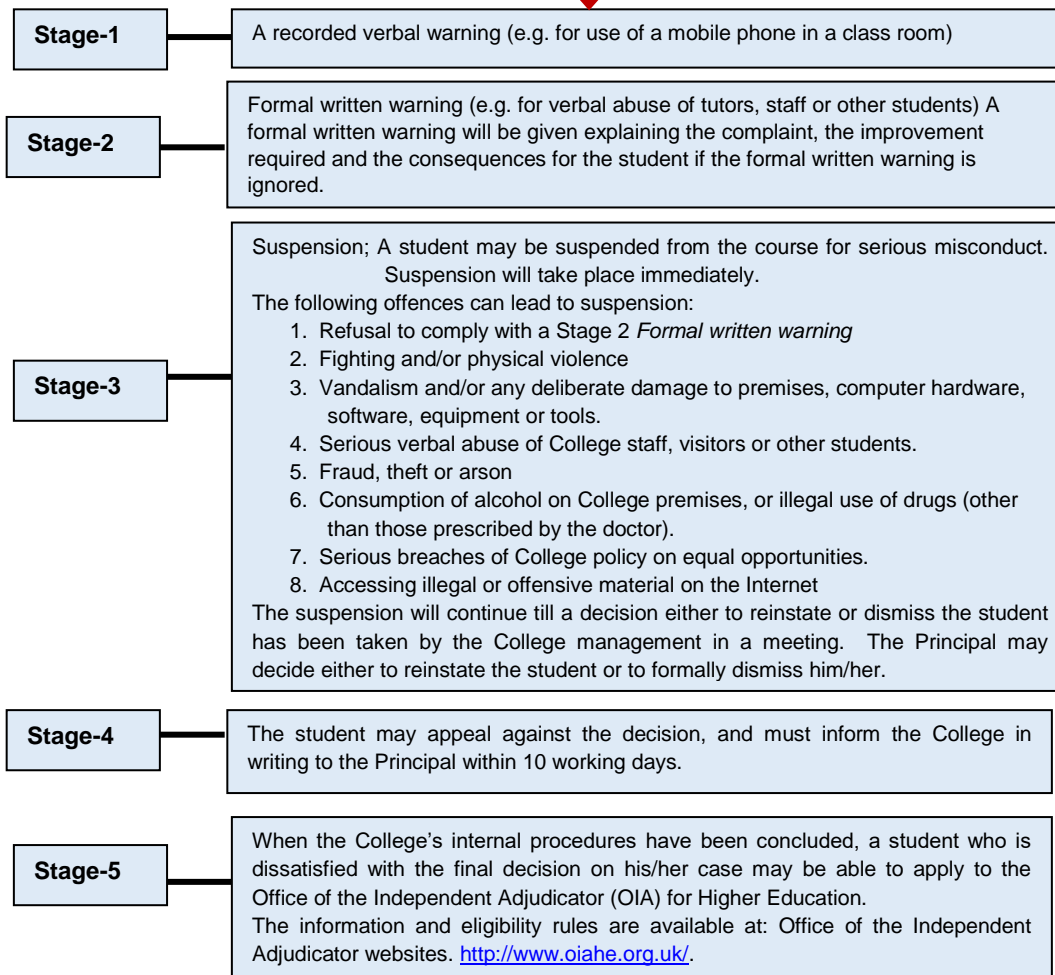 Stage-1
A recorded verbal warning (e.g. for use of a mobile phone in a class room)
Stage-2
Formal written warning (e.g. for verbal abuse of tutors, staff or other students) A
formal written warning will be given explaining the complaint, the improvement
required and the consequences for the student if the formal written warning is
ignored.
Stage-3
Suspension; A student may be suspended from the course for serious misconduct.
Suspension will take place immediately.
The following offences can lead to suspension:
1. Refusal to comply with a Stage 2 Formal written warning
2. Fighting and/or physical violence
3. Vandalism and/or any deliberate damage to premises, computer hardware,
software, equipment or tools.
4. Serious verbal abuse of College staff, visitors or other students.
5. Fraud, theft or arson
6. Consumption of alcohol on College premises, or illegal use of drugs (other
than those prescribed by the doctor).
7. Serious breaches of College policy on equal opportunities.
8. Accessing illegal or offensive material on the Internet
The suspension will continue till a decision either to reinstate or dismiss the student
has been taken by the College management in a meeting. The Principal may
decide either to reinstate the student or to formally dismiss him/her.
Stage-4
The student may appeal against the decision, and must inform the College in
writing to the Principal within 10 working days.
Stage-5
When the College's internal procedures have been concluded, a student who is
dissatisfied with the final decision on his/her case may be able to apply to the
Office of the Independent Adjudicator (OIA) for Higher Education.
The information and eligibility rules are available at: Office of the Independent
Adjudicator websites. http://www.oiahe.org.uk/.